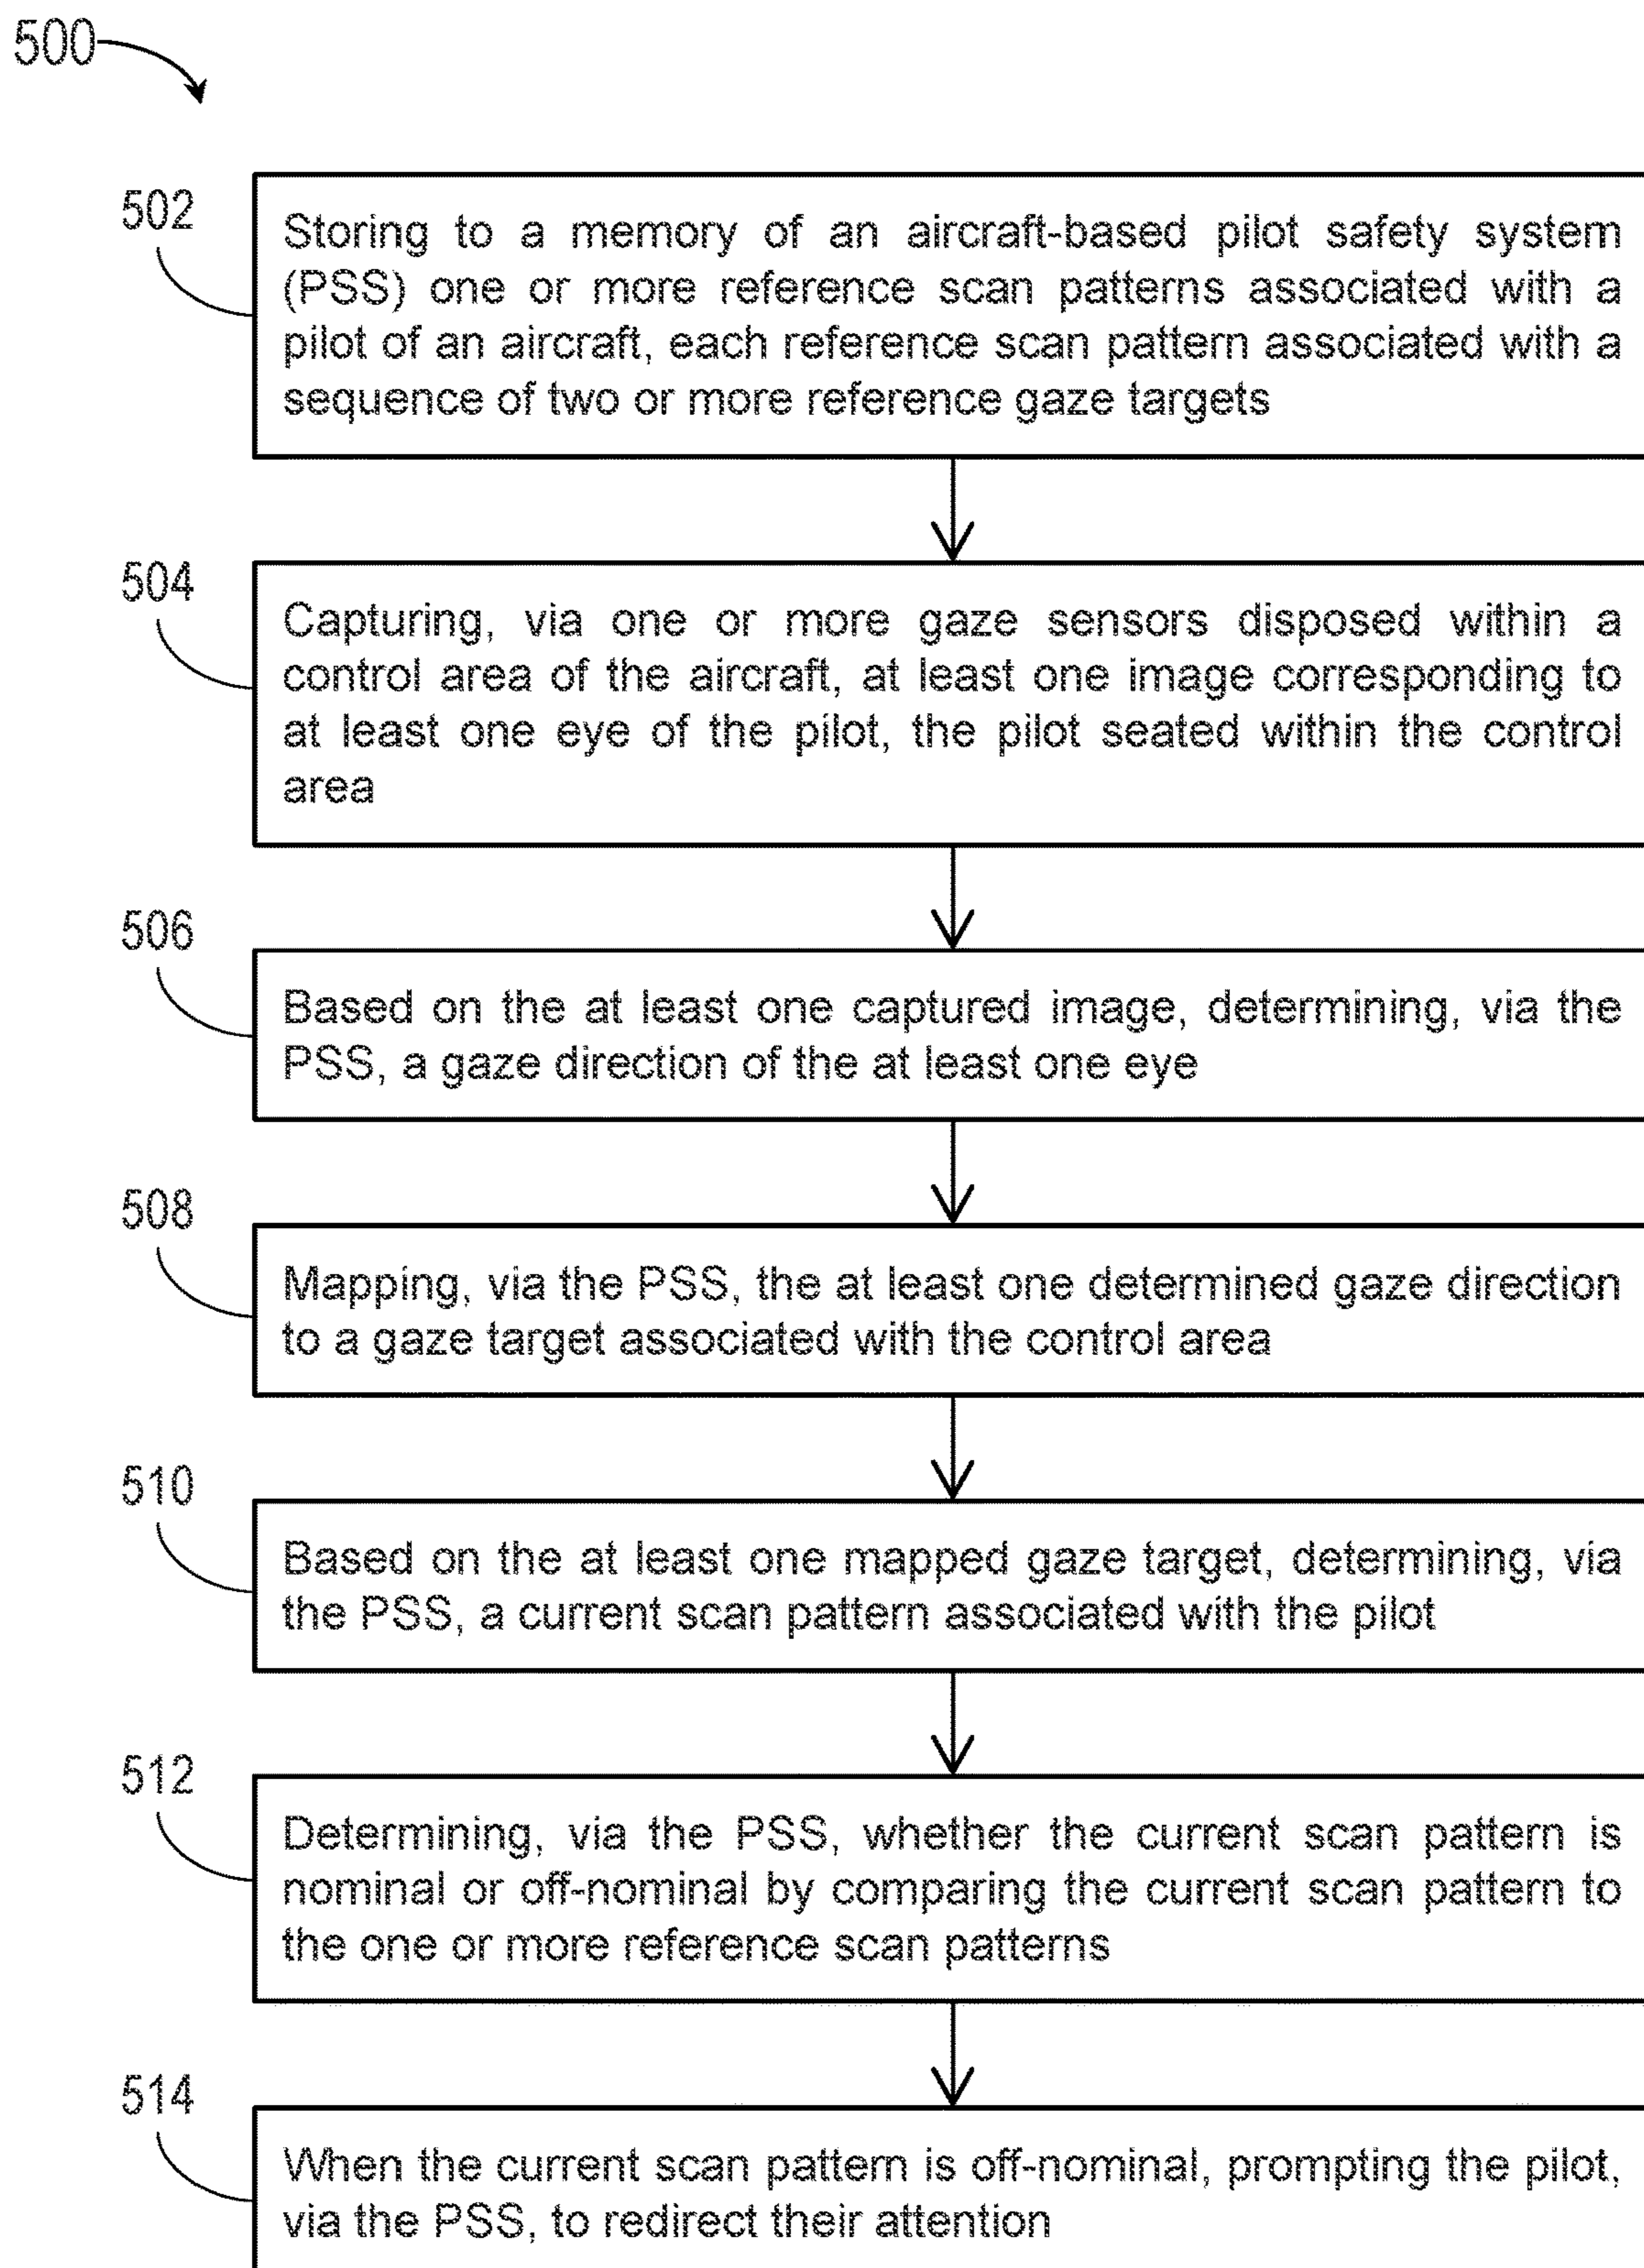 500
502
Storing to a memory of an aircraft-based pilot safety system
(PSS) one or more reference scan patterns associated with a
pilot of an aircraft, each reference scan pattern associated with a
sequence of two or more reference gaze targets
504
Capturing, via one or more gaze sensors disposed within a
control area of the aircraft, at least one image corresponding to
at least one eye of the pilot, the pilot seated within the control
area
506
Based on the at least one captured image, determining, via the
PSS, a gaze direction of the at least one eye
508
Mapping, via the PSS, the at least one determined gaze direction
to a gaze target associated with the control area
510
Based on the at least one mapped gaze target, determining, via
the PSS, a current scan pattern associated with the pilot
512
Determining, via the PSS, whether the current scan pattern is
nominal or off-nominal by comparing the current scan pattern to
the one or more reference scan patterns
514
When the current scan pattern is off-nominal, prompting the pilot,
via the PSS, to redirect their attention